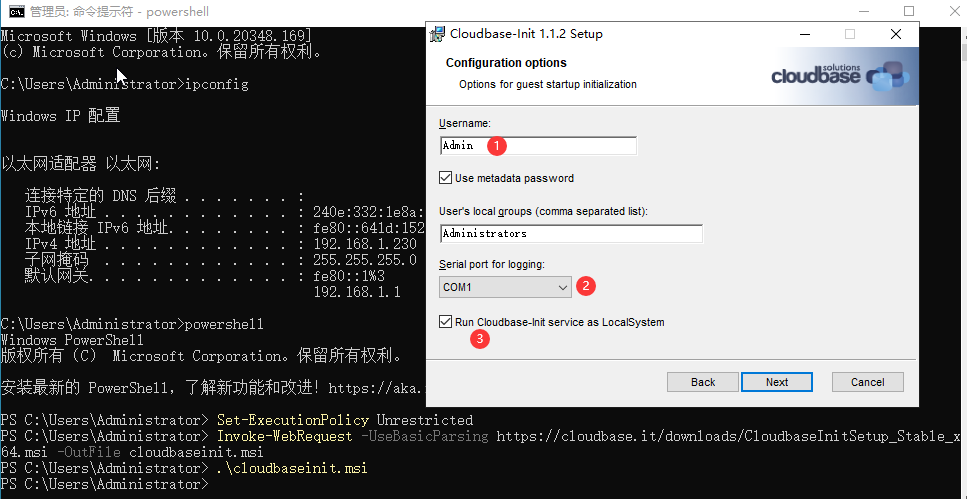 管理员: 命令提示符 - powershell
Microsoft Windows [版本 10.0.20348.169]
(c) Microsoft Corporation。保留所有权利。
C:\Users\Administrator>ipconfig
Windows IP 配置
以太网适配器 以太网:
连接特定的 DNS 后缀 . . . . . . . :
IPv6 地址 . . . . . . . . . . . . : 240e:332:1e8a:
本地链接 IPv6 地址. . . . . . . . : fe80::641d:152
IPv4 地址 . . . . . . . . . . . . : 192.168.1.230
子网掩码 . . . . . . . . . . . . : 255.255.255.0
默认网关. . . . . . . . . . . . . : fe80::1%3
192.168.1.1
C:\Users\Administrator>powershell
Windows PowerShell
版权所有 (C) Microsoft Corporation。保留所有权利。
安装最新的 PowerShell，了解新功能和改进！https://aka.
PS C:\Users\Administrator> Set-ExecutionPolicy Unrestricted
PS C:\Users\Administrator> Invoke-WebRequest -UseBasicParsing https://cloudbase.it/downloads/CloudbaseInitSetup_Stable_x
64.msi -OutFile cloudbaseinit.msi
PS C:\Users\Administrator> .\cloudbaseinit.msi
PS C:\Users\Administrator>
Cloudbase-Init 1.1.2 Setup
Configuration options
Options for guest startup initialization
cloudbase solutions
Username:
Admin 1
Use metadata password
User's local groups (comma separated list):
Administrators
Serial port for logging:
COM1 2
Run Cloudbase-Init service as LocalSystem
3
Back Next Cancel